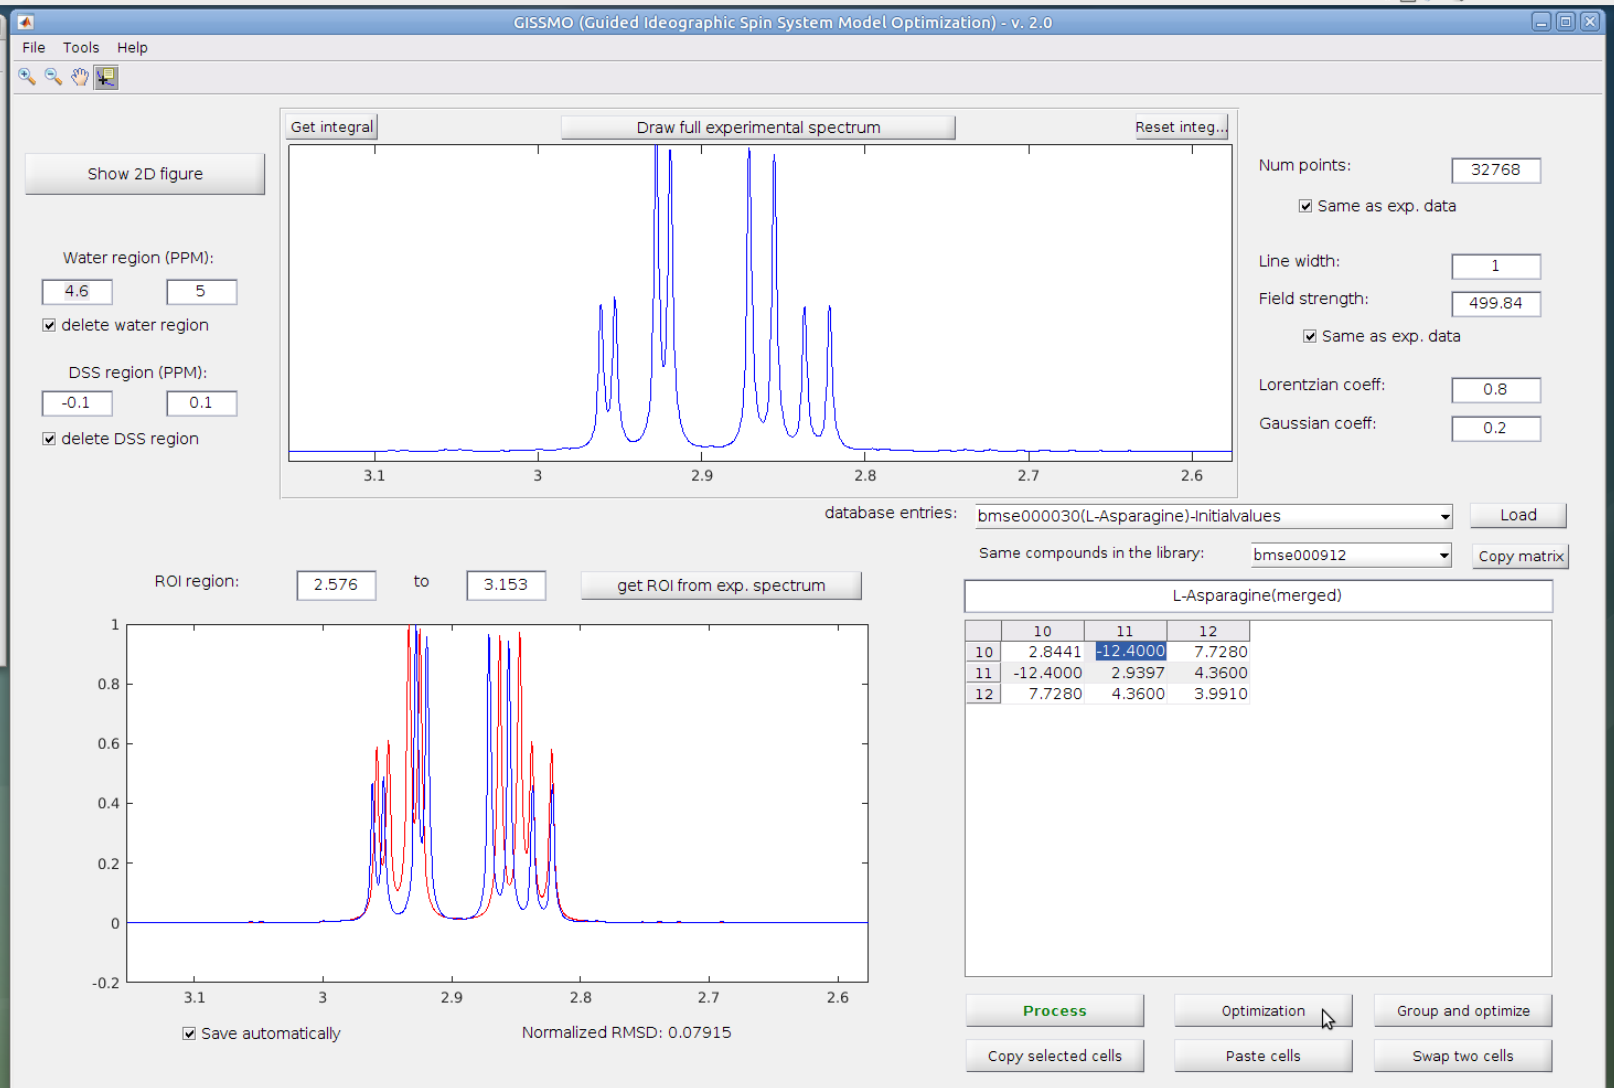 GISSMO (Guided Ideographic Spin System Model Optimization) - v. 2.0
File Tools Help
Get integral Draw full experimental spectrum Reset integ...
Show 2D figure
Water region (PPM):
4.6 5
delete water region
DSS region (PPM):
-0.1 0.1
delete DSS region
3.1 3 2.9 2.8 2.7 2.6
Num points: 32768
Same as exp. data
Line width: 1
Field strength: 499.84
Same as exp. data
Lorentzian coeff: 0.8
Gaussian coeff: 0.2
database entries: bmse000030(L-Asparagine)-Initialvalues Load
Same compounds in the library: bmse000912 Copy matrix
ROI region: 2.576 to 3.153 get ROI from exp. spectrum
L-Asparagine(merged)
10 11 12
10 2.8441 -12.4000 7.7280
11 -12.4000 2.9397 4.3600
12 7.7280 4.3600 3.9910
1
0.8
0.6
0.4
0.2
0
-0.2
3.1 3 2.9 2.8 2.7 2.6
Save automatically Normalized RMSD: 0.07915
Process Optimization Group and optimize
Copy selected cells Paste cells Swap two cells